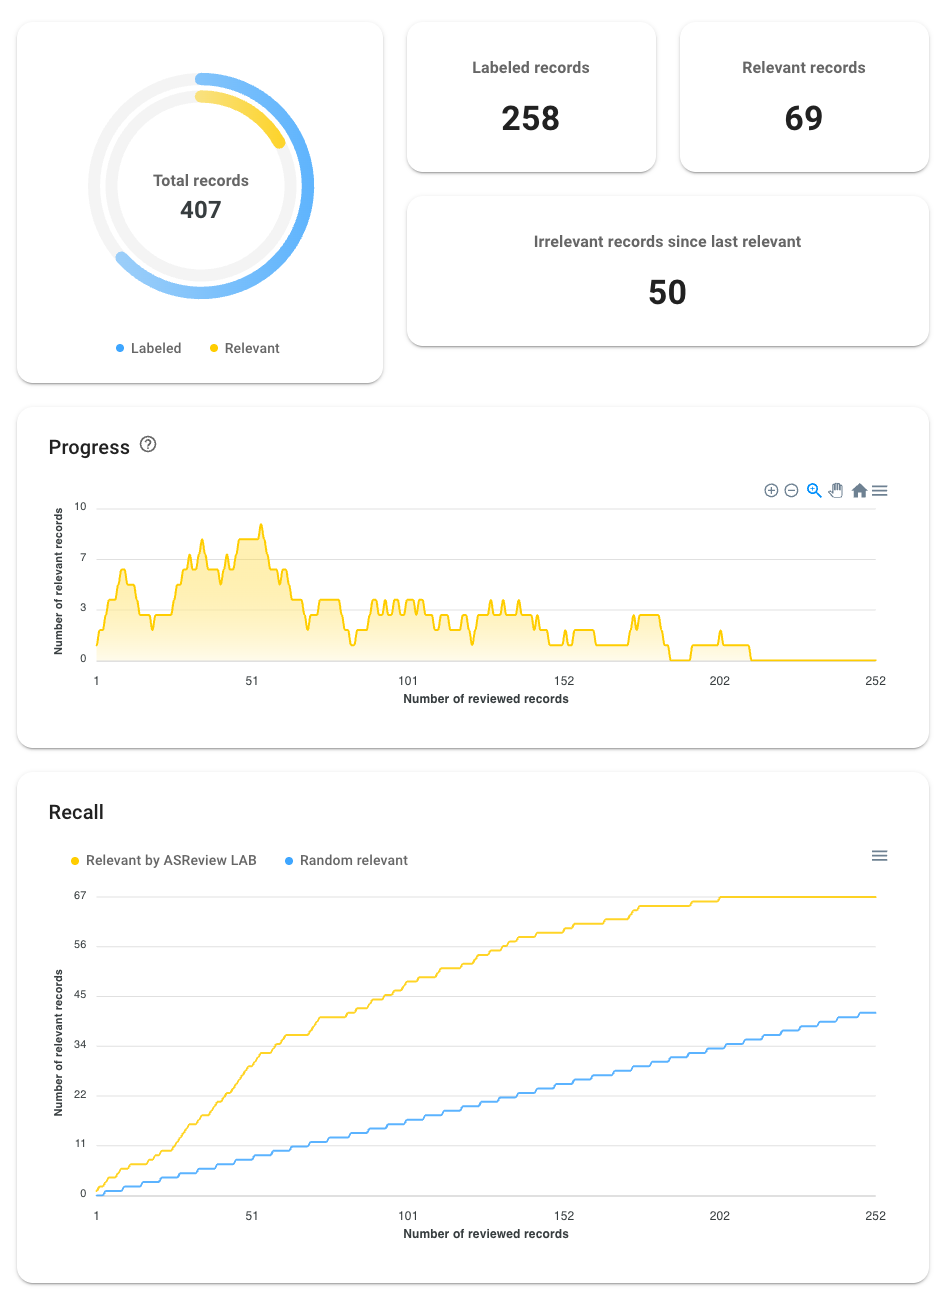 Total records
407
Labeled
Relevant
Labeled records
258
Relevant records
69
Irrelevant records since last relevant
50
Progress ?
Number of relevant records
10
7
3
0
1 51 101 152 202 252
Number of reviewed records
Recall
Relevant by ASReview LAB
Random relevant
Number of relevant records
67
56
45
34
22
11
0
1 51 101 152 202 252
Number of reviewed records